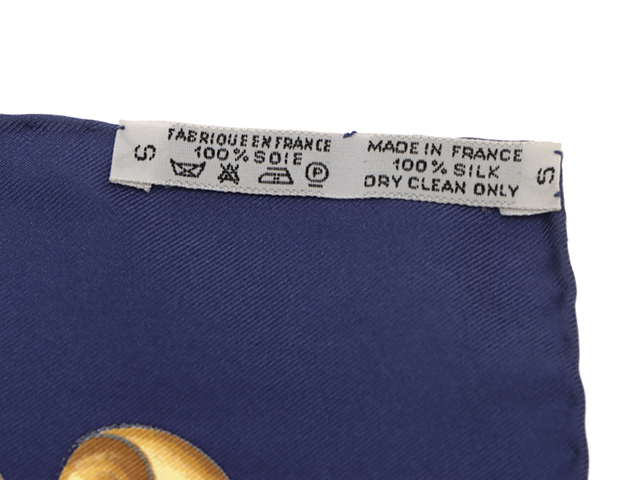 S
FABRIQUE EN FRANCE
100% SOIE
P
MADE IN FRANCE
100% SILK
DRY CLEAN ONLY
S